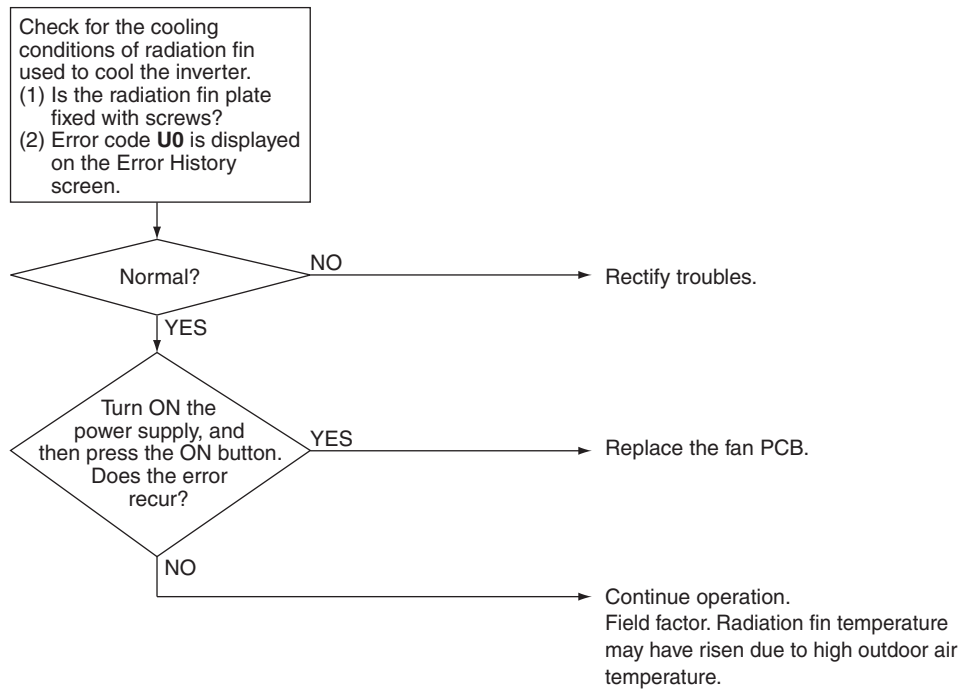 Check for the cooling
conditions of radiation fin
used to cool the inverter.
(1) Is the radiation fin plate
fixed with screws?
(2) Error code U0 is displayed
on the Error History
screen.
Normal?
NO
Rectify troubles.
YES
Turn ON the
power supply, and
then press the ON button.
Does the error
recur?
YES
Replace the fan PCB.
NO
Continue operation.
Field factor. Radiation fin temperature
may have risen due to high outdoor air
temperature.